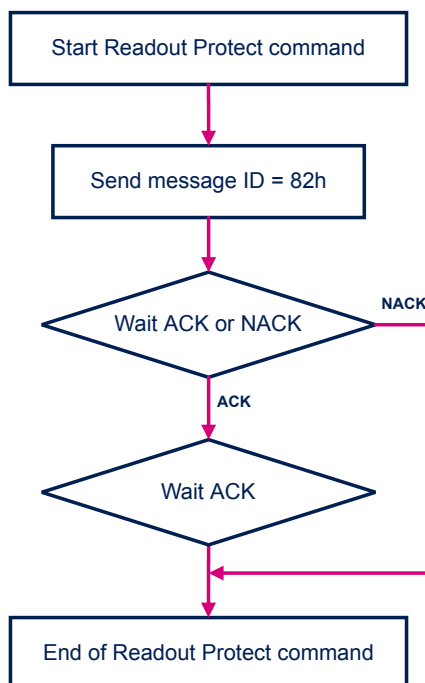 Start Readout Protect command
Send message ID = 82h
Wait ACK or NACK
NACK
ACK
Wait ACK
End of Readout Protect command